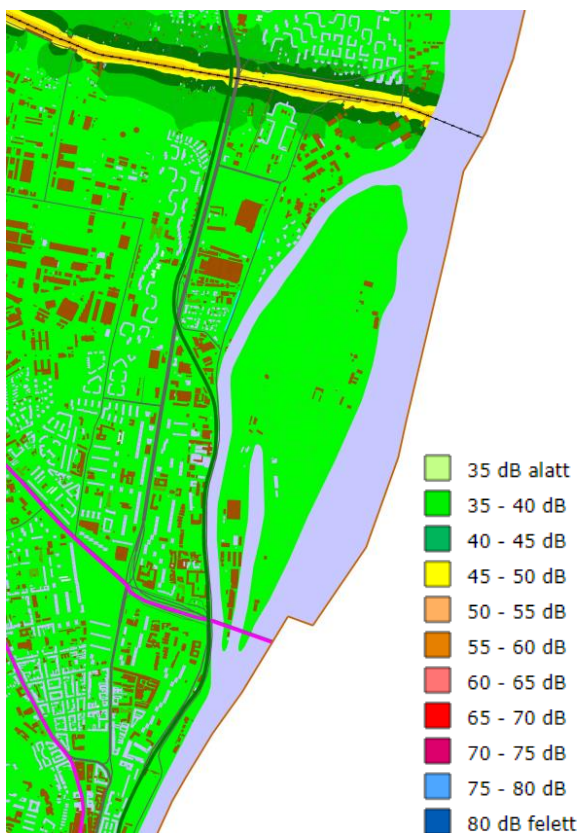 35 dB alatt
35 - 40 dB
40 - 45 dB
45 - 50 dB
50 - 55 dB
55 - 60 dB
60 - 65 dB
65 - 70 dB
70 - 75 dB
75 - 80 dB
80 dB felett